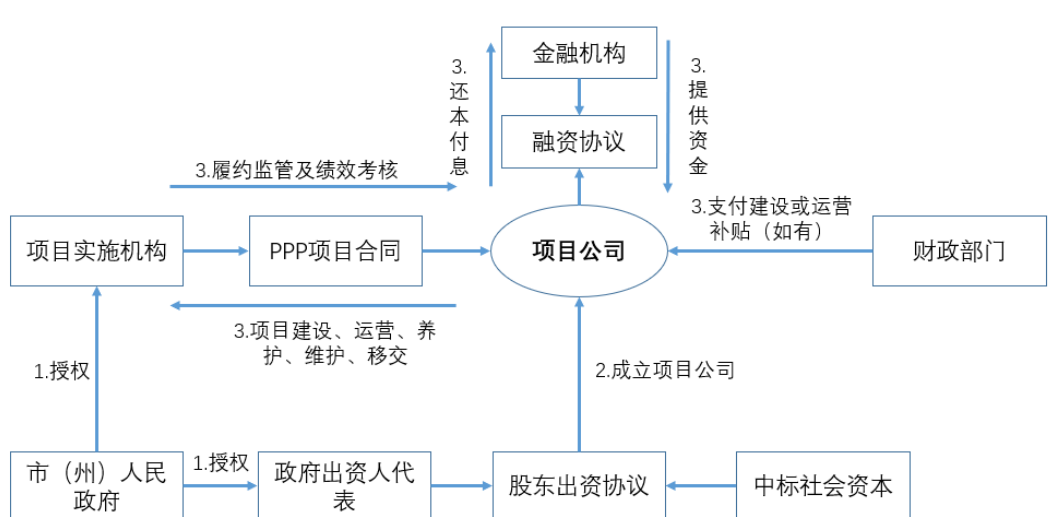 金融机构
3.
还
本
付
息
3.
提
供
资
金
融资协议
3.履约监管及绩效考核
3.支付建设或运营
补贴（如有）
项目实施机构
PPP项目合同
项目公司
财政部门
3.项目建设、运营、养
护、维护、移交
1.授权
2.成立项目公司
市（州）人民
政府
1.授权
政府出资人代
表
股东出资协议
中标社会资本